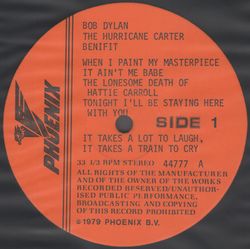 BOB DYLAN
THE HURRICANE CARTER
BENIFIT
WHEN I PAINT MY MASTERPIECE
IT AIN'T ME BABE
THE LONESOME DEATH OF
HATTIE CARROLL
TONIGHT I'LL BE STAYING HERE
WITH YOU
SIDE 1
IT TAKES A LOT TO LAUGH,
IT TAKES A TRAIN TO CRY
PHOENIX
33 1/3 RPM STEREO 44777 A
ALL RIGHTS OF THE MANUFACTURER
AND OF THE OWNER OF THE WORKS
RECORDED RESERVED/UNAUTHOR-
ISED PUBLIC PERFORMANCE,
BROADCASTING AND COPYING
OF THIS RECORD PROHIBITED
©1979 PHOENIX B.V.